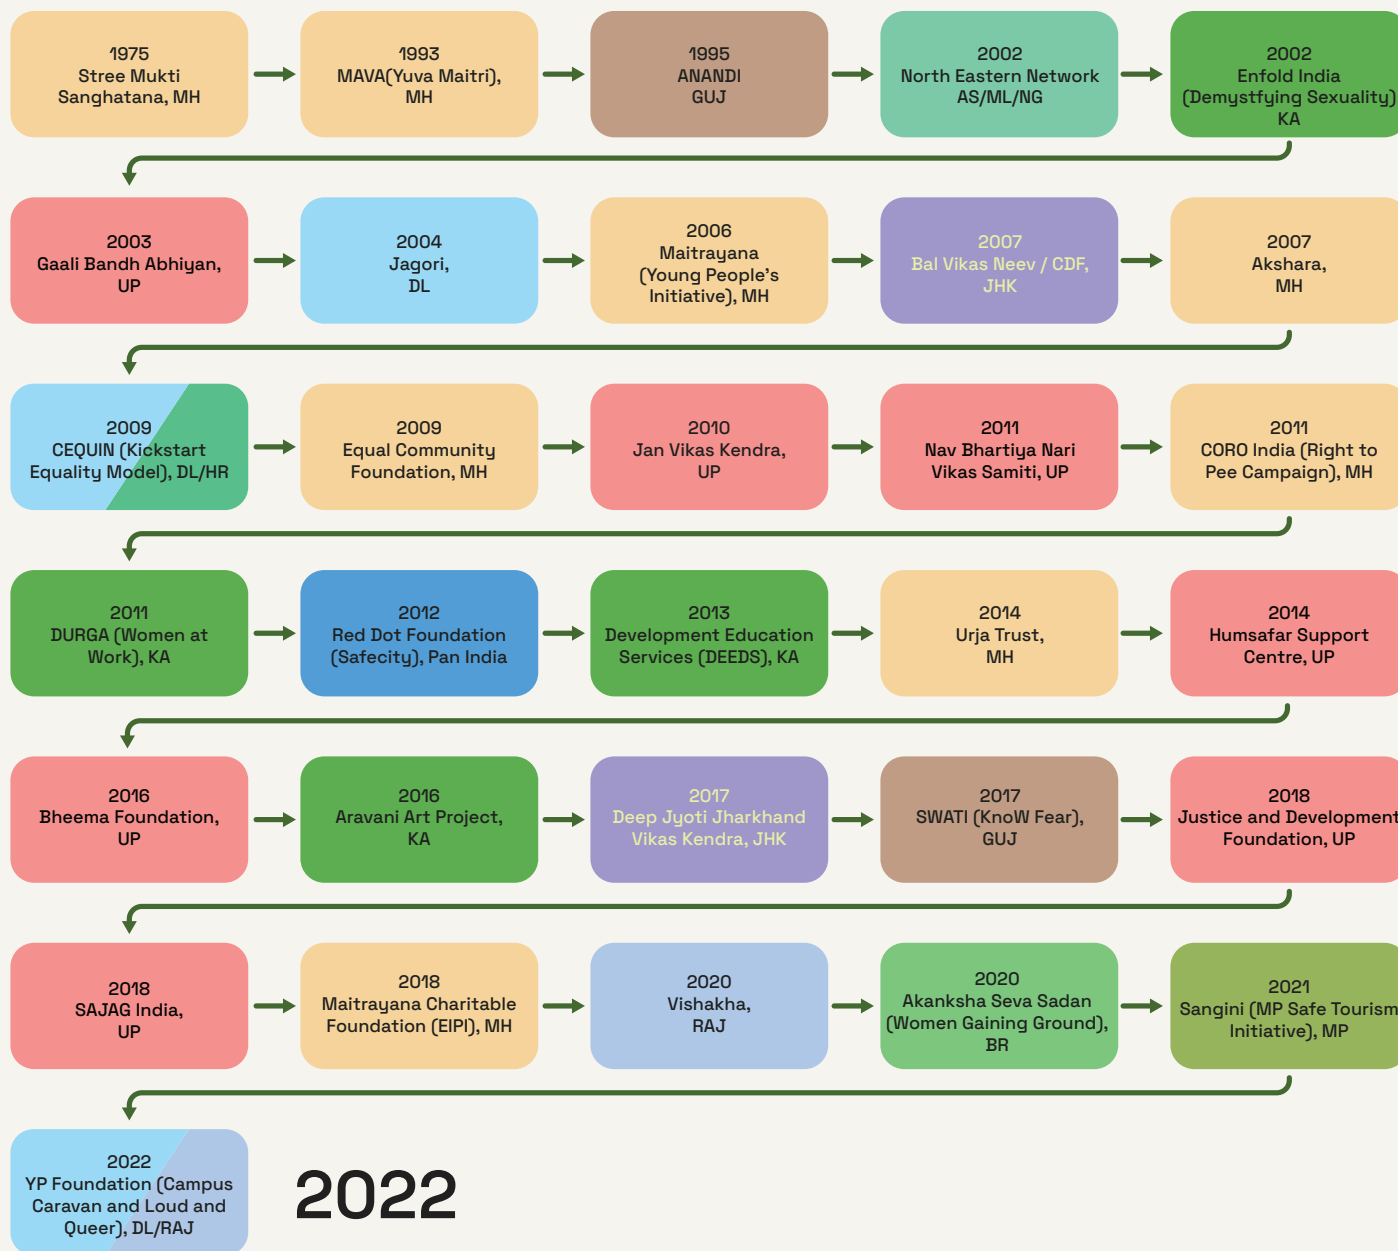 1975
Stree Mukti
Sanghatana, MH
1993
MAVA(Yuva Maitri),
MH
1995
ANANDI
GUJ
2002
North Eastern Network
AS/ML/NG
2002
Enfold India
(Demystfying Sexuality)
KA
2003
Gaali Bandh Abhiyan,
UP
2004
Jagori,
DL
2006
Maitrayana
(Young People's
Initiative), MH
2007
Bal Vikas Neev / CDF,
JHK
2007
Akshara,
MH
2009
CEQUIN (Kickstart
Equality Model), DL/HR
2009
Equal Community
Foundation, MH
2010
Jan Vikas Kendra,
UP
2011
Nav Bhartiya Nari
Vikas Samiti, UP
2011
CORO India (Right to
Pee Campaign), MH
2011
DURGA (Women at
Work), KA
2012
Red Dot Foundation
(Safecity), Pan India
2013
Development Education
Services (DEEDS), KA
2014
Urja Trust,
MH
2014
Humsafar Support
Centre, UP
2016
Bheema Foundation,
UP
2016
Aravani Art Project,
KA
2017
Deep Jyoti Jharkhand
Vikas Kendra, JHK
2017
SWATI (KnoW Fear),
GUJ
2018
Justice and Development
Foundation, UP
2018
SAJAG India,
UP
2018
Maitrayana Charitable
Foundation (EIPI), MH
2020
Vishakha,
RAJ
2020
Akanksha Seva Sadan
(Women Gaining Ground),
BR
2021
Sangini (MP Safe Tourism
Initiative), MP
2022
YP Foundation (Campus
Caravan and Loud and
Queer), DL/RAJ
2022